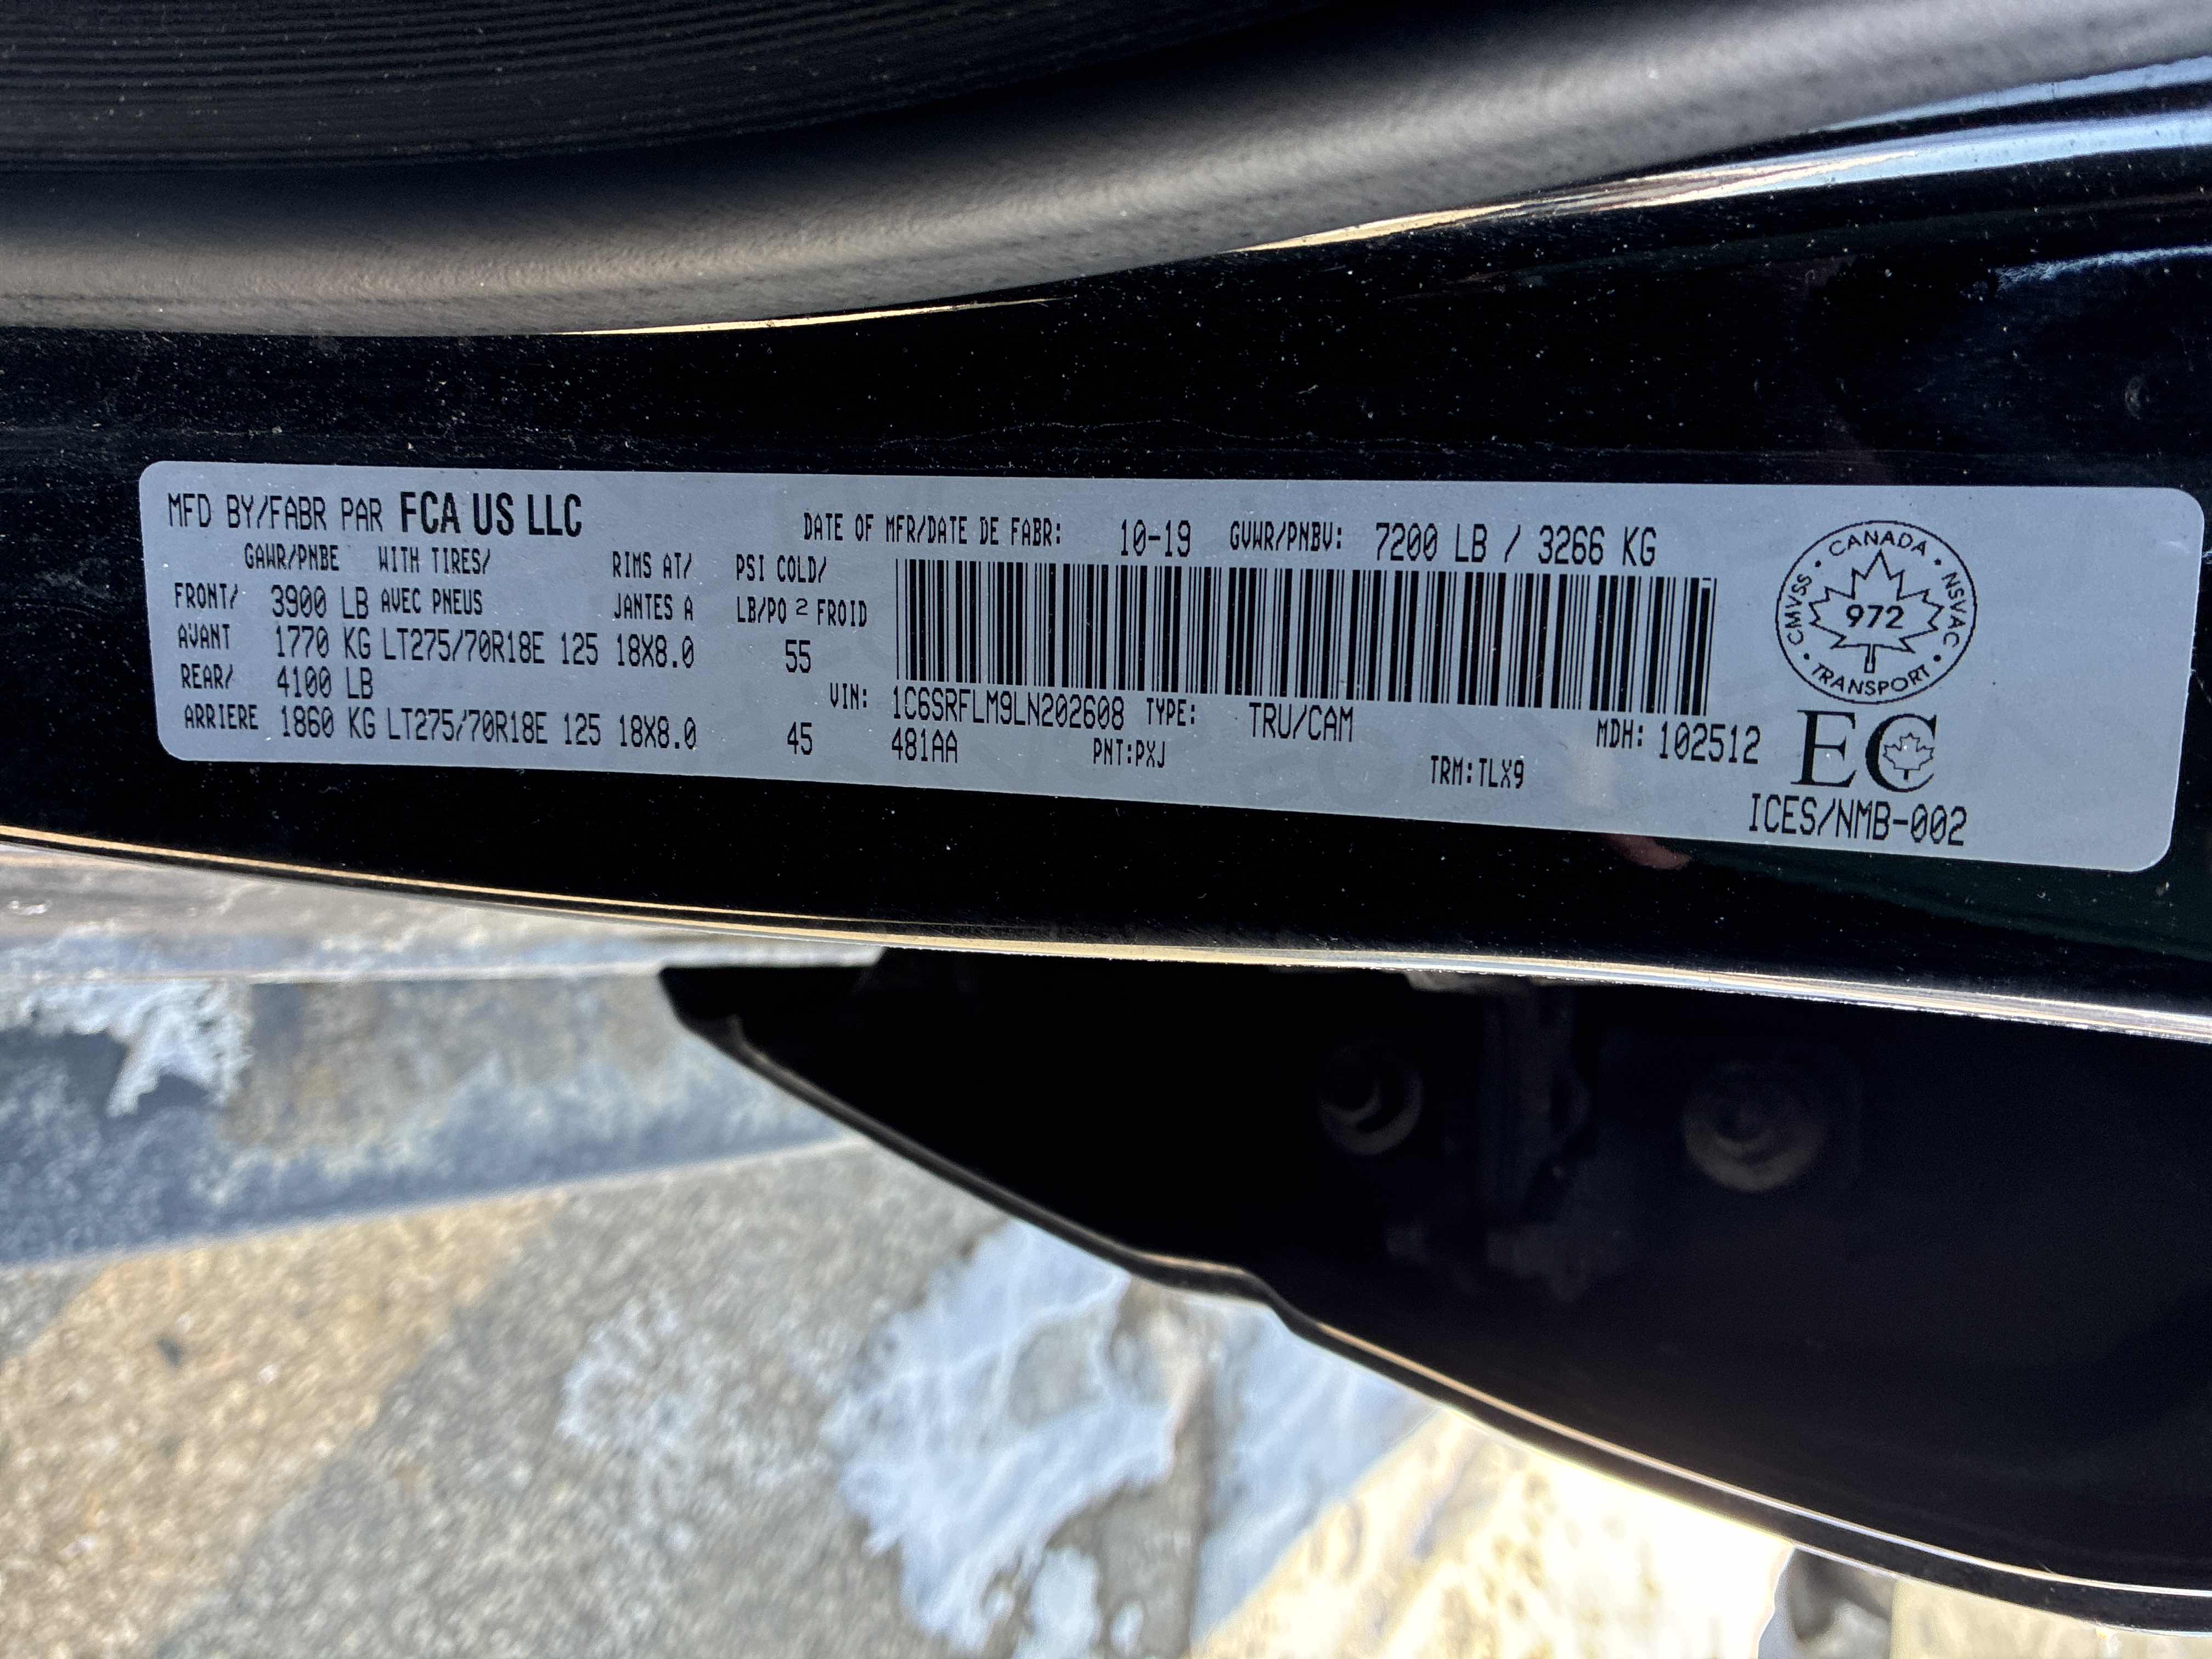 MFD BY/FABR PAR FCA US LLC
DATE OF MFR/DATE DE FABR: 10-19 GVWR/PNBV: 7200 LB / 3266 KG
GAWR/PNBE WITH TIRES/ RIMS AT/ PSI COLD/
FRONT/ 3900 LB AVEC PNEUS JANTES A LB/PO 2 FROID
AVANT 1770 KG LT275/70R18E 125 18X8.0 55
REAR/ 4100 LB
ARRIERE 1860 KG LT275/70R18E 125 18X8.0 45
VIN: 1C6SRFLM9LN202608 TYPE: TRU/CAM MDH: 102512
481AA PNT:PXJ TRM:TLX9
CANADA
CMVSS 972 NSVAC
TRANSPORT
EC
ICES/NMB-002